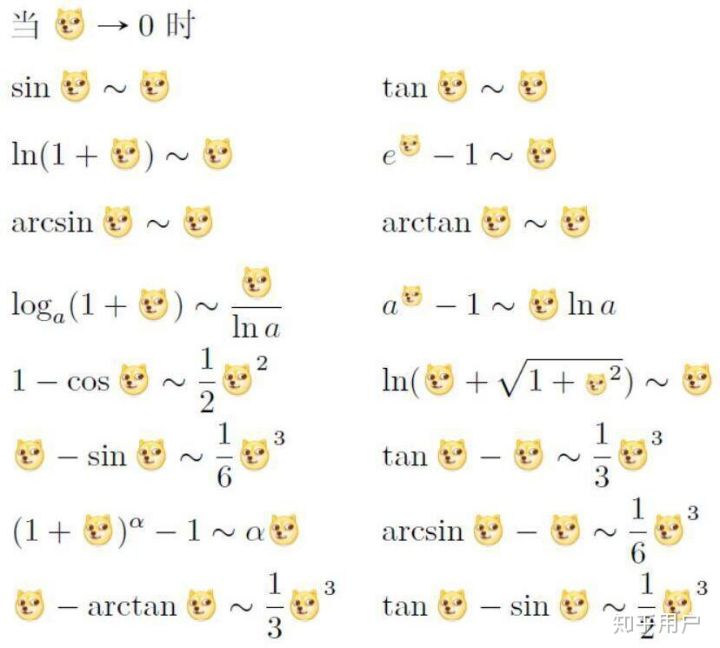 当 🐶 → 0 时
sin 🐶 ~ 🐶 tan 🐶 ~ 🐶
ln(1 + 🐶) ~ 🐶 e^🐶 − 1 ~ 🐶
arcsin 🐶 ~ 🐶 arctan 🐶 ~ 🐶
log_a(1 + 🐶) ~ 🐶/ln a a^🐶 − 1 ~ 🐶 ln a
1 − cos 🐶 ~ 1/2 🐶^2 ln(🐶 + √(1 + 🐶^2)) ~ 🐶
🐶 − sin 🐶 ~ 1/6 🐶^3 tan 🐶 − 🐶 ~ 1/3 🐶^3
(1 + 🐶)^α − 1 ~ α🐶 arcsin 🐶 − 🐶 ~ 1/6 🐶^3
🐶 − arctan 🐶 ~ 1/3 🐶^3 tan 🐶 − sin 🐶 ~ 1/2 🐶^3
知乎用户